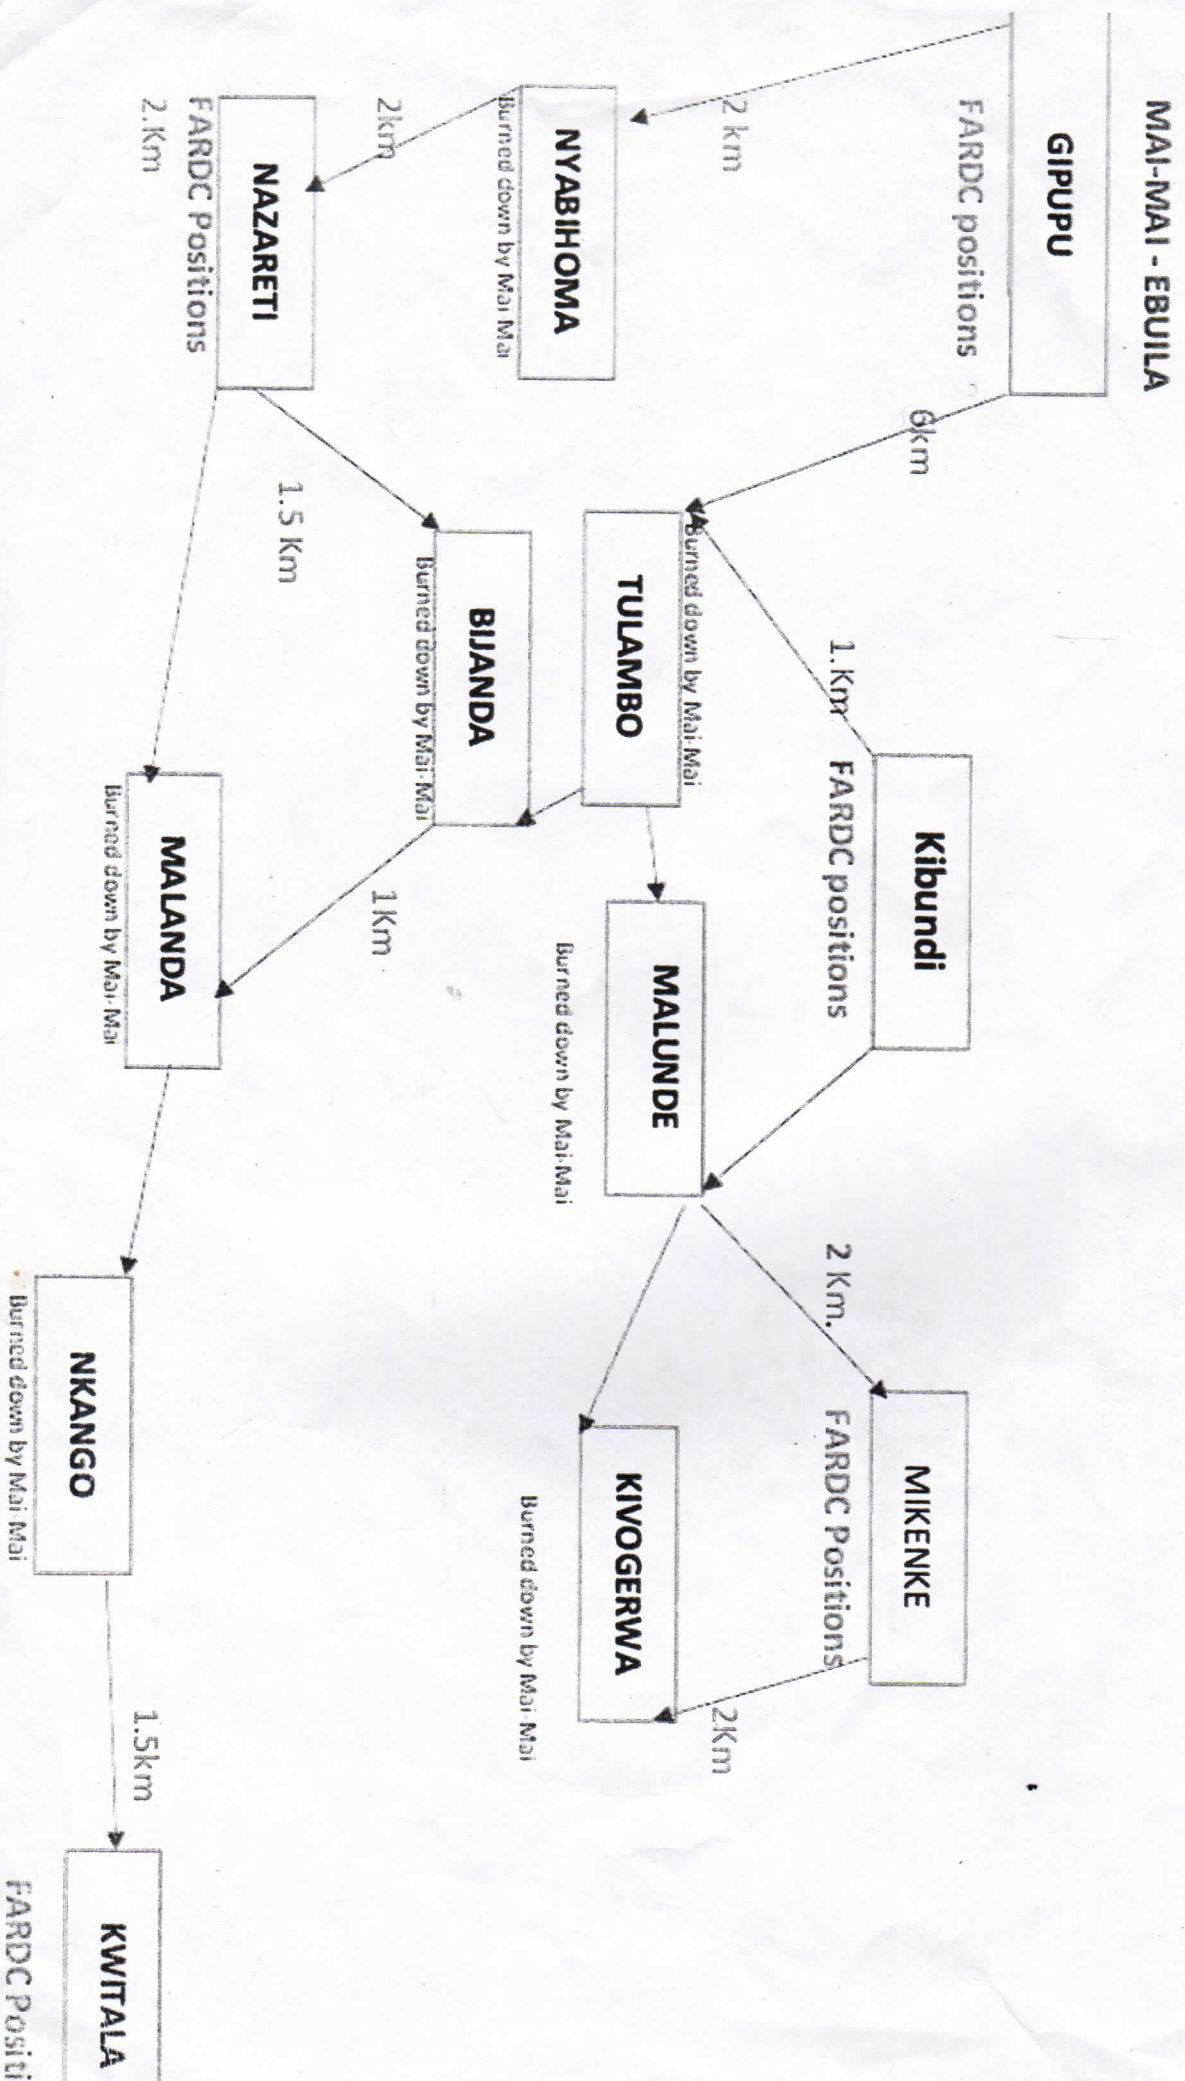 MAI-MAI - EBUILA
GIPUPU
FARDC positions
6km
2 km
Kibundi
FARDC positions
1.Km
MIKENKE
FARDC Positions
2 Km.
2Km
NYABIHOMA
Burned down by Mai Mai
TULAMBO
Burned down by Mai-Mai
MALUNDE
Burned down by Mai-Mai
KIVOGERWA
Burned down by Mai-Mai
2km
BIJANDA
Burned down by Mai-Mai
1Km
NAZARETI
FARDC Positions
2.Km
1.5 Km
MALANDA
Burned down by Mai-Mai
NKANGO
Burned down by Mai-Mai
1.5km
KWITALA
FARDC Positi